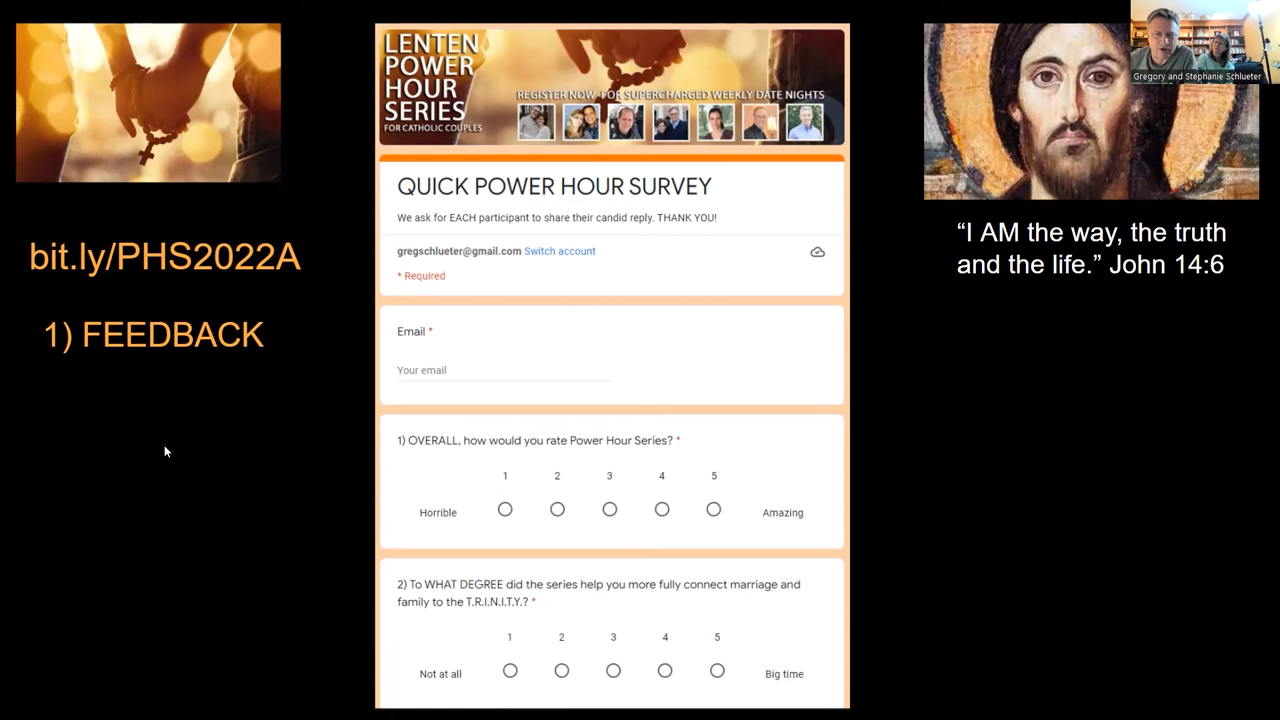 bit.ly/PHS2022A
1) FEEDBACK
LENTEN
POWER
HOUR
SERIES
FOR CATHOLIC COUPLES
REGISTER NOW FOR SUPERCHARGED WEEKLY DATE NIGHTS
QUICK POWER HOUR SURVEY
We ask for EACH participant to share their candid reply. THANK YOU!
gregschlueter@gmail.com Switch account
* Required
Email *
Your email
1) OVERALL, how would you rate Power Hour Series? *
1 2 3 4 5
Horrible Amazing
2) To WHAT DEGREE did the series help you more fully connect marriage and
family to the T.R.I.N.I.T.Y.? *
1 2 3 4 5
Not at all Big time
Gregory and Stephanie Schlueter
“I AM the way, the truth
and the life.” John 14:6